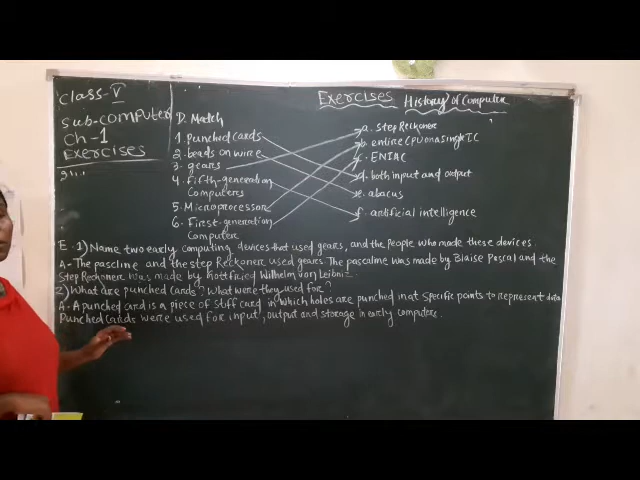 Class-V
Sub-computer
Ch-1
Exercises
Exercises History of Computer
D. Match
1. Punched cards
2. beads on wire
3. gears
4. fifth-generation
Computers
5. Microprocessor
6. First-generation
Computer
a. Step Reckoner
b. entire CPU on a single IC
c. ENIAC
d. both input and output
e. abacus
f. artificial intelligence
E. 1) Name two early computing devices that used gears, and the people who made these devices.
A- The pascline and the step Reckoner used gears. The pascaline was made by Blaise Pascal and the
Step Reckoner was made by Gottfried Wilhelm von Leibniz.
2) What are punched cards? What were they used for?
A- A punched card is a piece of stiff card in which holes are punched in at specific points to represent data
Punched cards were used for input, output and storage in early computers.